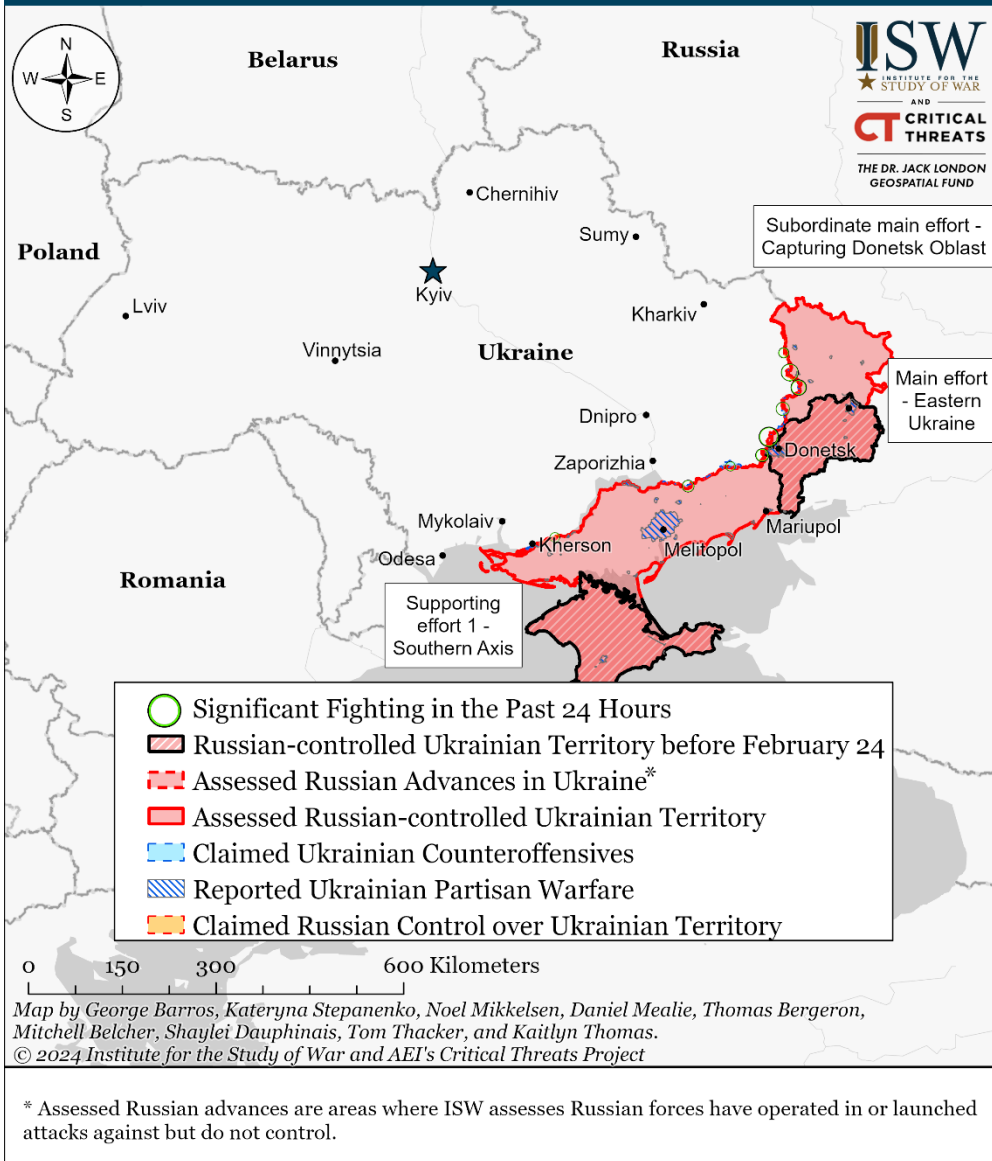 N
W E
S
Belarus
Russia
ISW
INSTITUTE FOR THE
STUDY OF WAR
AND
CT CRITICAL
THREATS
THE DR. JACK LONDON
GEOSPATIAL FUND
Chernihiv
Sumy
Subordinate main effort -
Capturing Donetsk Oblast
Poland
Kyiv
Lviv
Kharkiv
Vinnytsia
Ukraine
Main effort
- Eastern
Ukraine
Dnipro
Donetsk
Zaporizhia
Mykolaiv
Mariupol
Kherson
Melitopol
Odesa
Romania
Supporting
effort 1 -
Southern Axis
Significant Fighting in the Past 24 Hours
Russian-controlled Ukrainian Territory before February 24
Assessed Russian Advances in Ukraine*
Assessed Russian-controlled Ukrainian Territory
Claimed Ukrainian Counteroffensives
Reported Ukrainian Partisan Warfare
Claimed Russian Control over Ukrainian Territory
0 150 300 600 Kilometers
Map by George Barros, Kateryna Stepanenko, Noel Mikkelsen, Daniel Mealie, Thomas Bergeron,
Mitchell Belcher, Shaylei Dauphinais, Tom Thacker, and Kaitlyn Thomas.
© 2024 Institute for the Study of War and AEI's Critical Threats Project
* Assessed Russian advances are areas where ISW assesses Russian forces have operated in or launched
attacks against but do not control.